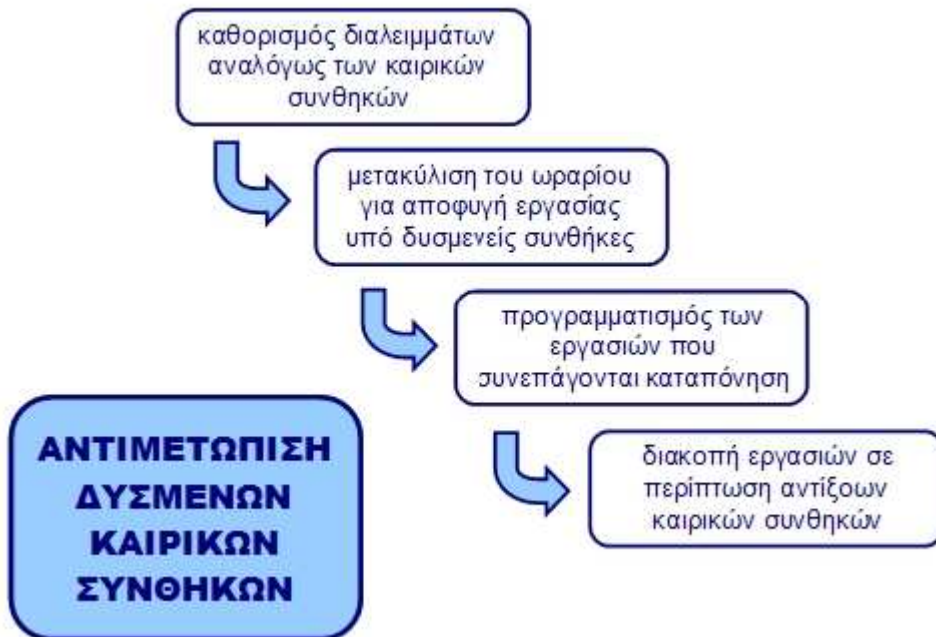 καθορισμός διαλειμμάτων
αναλόγως των καιρικών
συνθηκών
μετακύλιση του ωραρίου
για αποφυγή εργασίας
υπό δυσμενείς συνθήκες
προγραμματισμός των
εργασιών που
συνεπάγονται καταπόνηση
διακοπή εργασιών σε
περίπτωση αντίξοων
καιρικών συνθηκών
ΑΝΤΙΜΕΤΩΠΙΣΗ
ΔΥΣΜΕΝΩΝ
ΚΑΙΡΙΚΩΝ
ΣΥΝΘΗΚΩΝ